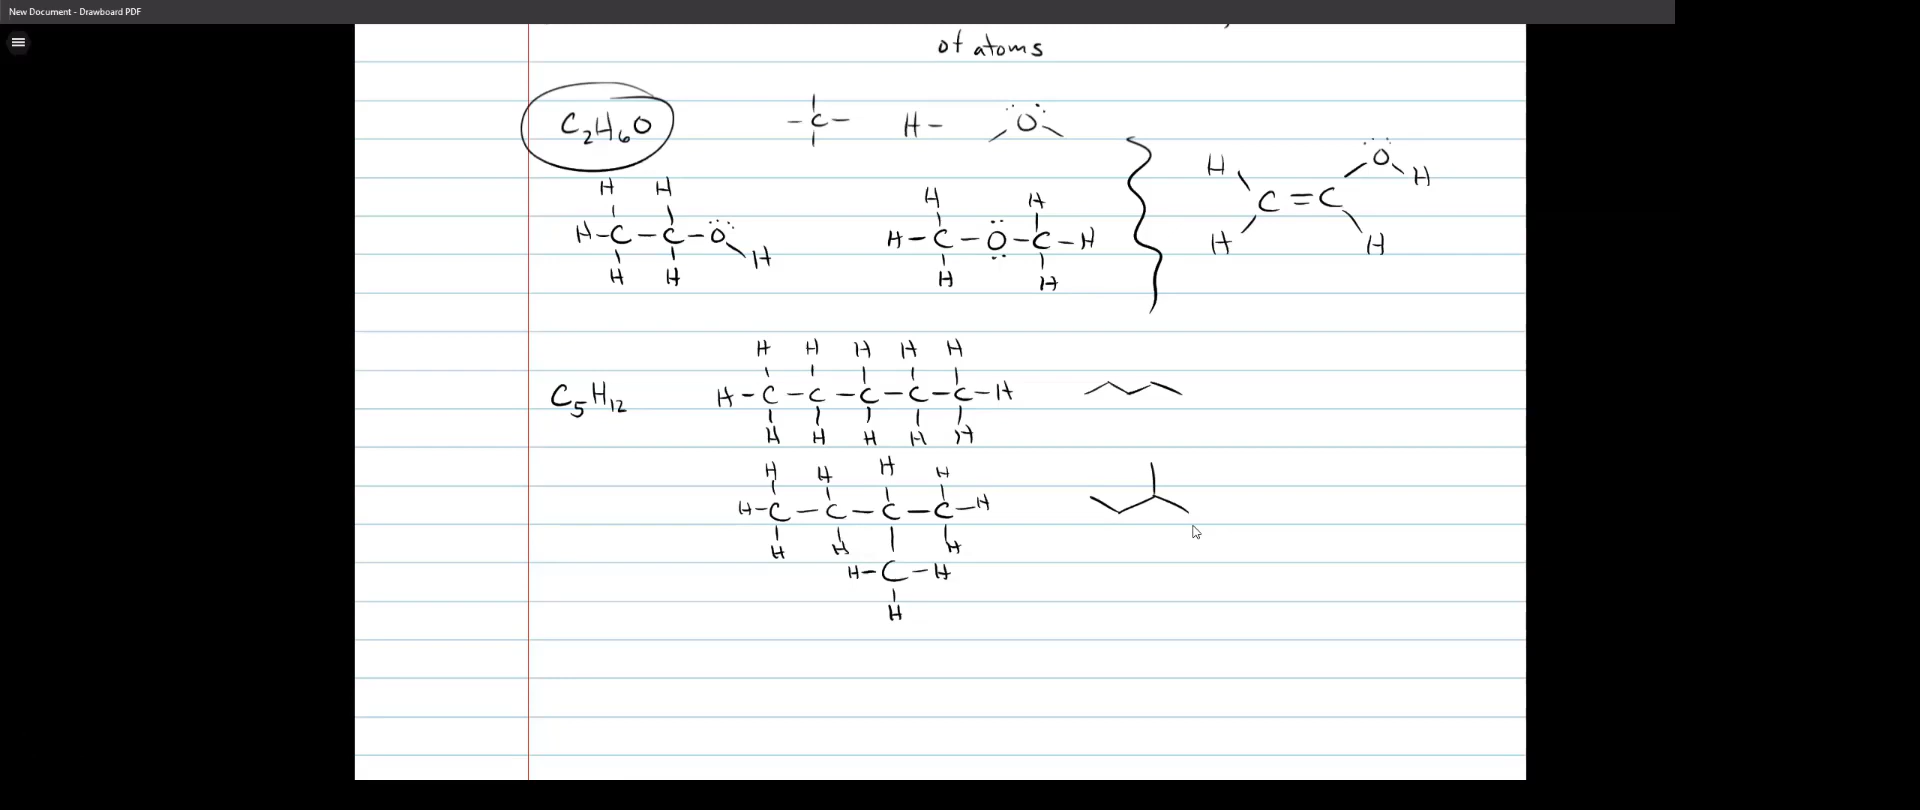 New Document - Drawboard PDF
of atoms
C₂H₆O
-C- H- O
H H
H-C-C-O
H
H H
H H
H-C-O-C-H
H H
H O H
C=C
H H
H H H H H
C₅H₁₂ H-C-C-C-C-C-H
H H H H H
H H H H
H-C-C-C-C-H
H H H
H-C-H
H